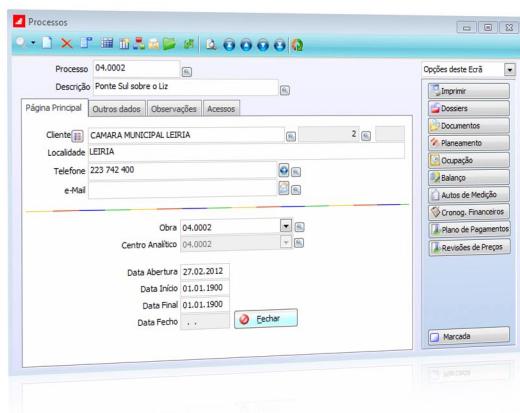 Processos
Processo 04.0002
Descrição Ponte Sul sobre o Liz
Página Principal Outros dados Observações Acessos
Cliente CAMARA MUNICIPAL LEIRIA 2
Localidade LEIRIA
Telefone 223 742 400
e-Mail
Obra 04.0002
Centro Analítico 04.0002
Data Abertura 27.02.2012
Data Início 01.01.1900
Data Final 01.01.1900
Data Fecho . . Fechar
Opções deste Ecrã
Imprimir
Dossiers
Documentos
Planeamento
Ocupação
Balanço
Autos de Medição
Cronog. Financeiros
Plano de Pagamentos
Revisões de Preços
Marcada